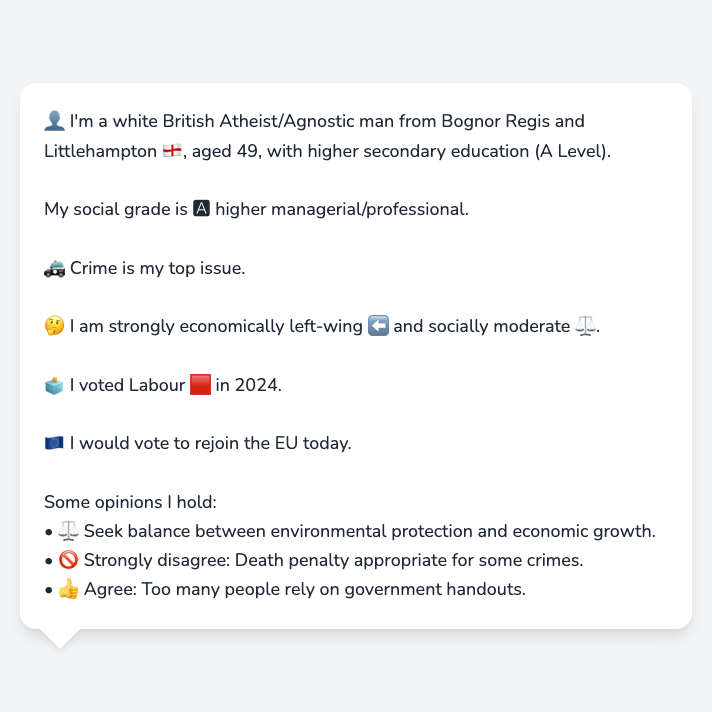 👤 I'm a white British Atheist/Agnostic man from Bognor Regis and
Littlehampton 🏴󠁧󠁢󠁥󠁮󠁧󠁿, aged 49, with higher secondary education (A Level).
My social grade is 🅰 higher managerial/professional.
🚓 Crime is my top issue.
🤔 I am strongly economically left-wing ⬅️ and socially moderate ⚖️.
🗳️ I voted Labour 🟥 in 2024.
🇪🇺 I would vote to rejoin the EU today.
Some opinions I hold:
• ⚖️ Seek balance between environmental protection and economic growth.
• 🚫 Strongly disagree: Death penalty appropriate for some crimes.
• 👍 Agree: Too many people rely on government handouts.